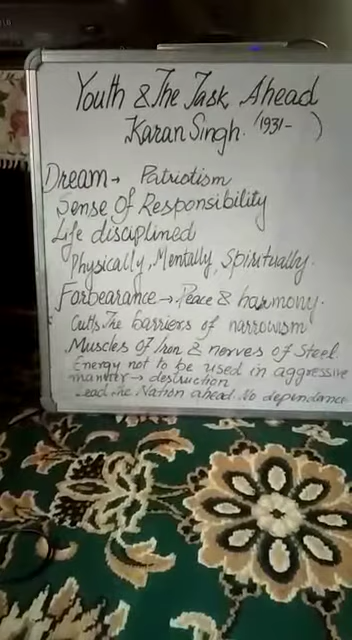 Youth & The Task Ahead
Karan Singh. (1931- )
Dream → Patriotism
Sense Of Responsibility
Life disciplined
Physically, Mentally, Spiritually.
Forbearance → Peace & harmony.
Cutts The barriers of narrowism
Muscles of Iron & nerves of Steel
Energy not to be used in aggressive
manner → destruction
Lead The Nation ahead. No dependance